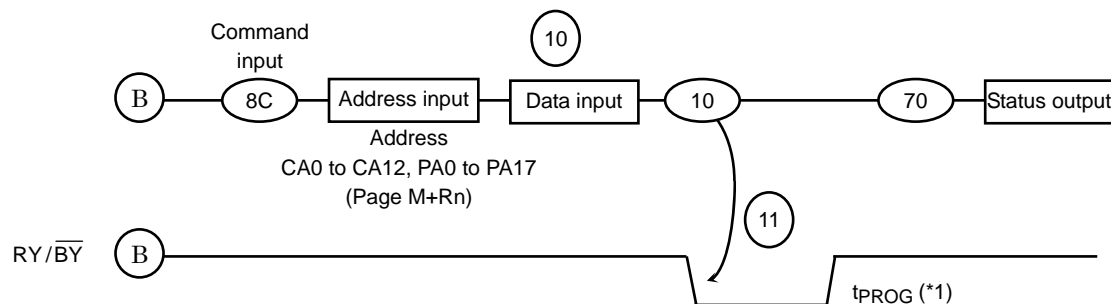 Command
input
10
B
8C
Address input
Data input
10
70
Status output
Address
CA0 to CA12, PA0 to PA17
(Page M+Rn)
11
RY/BY
B
tPROG (*1)